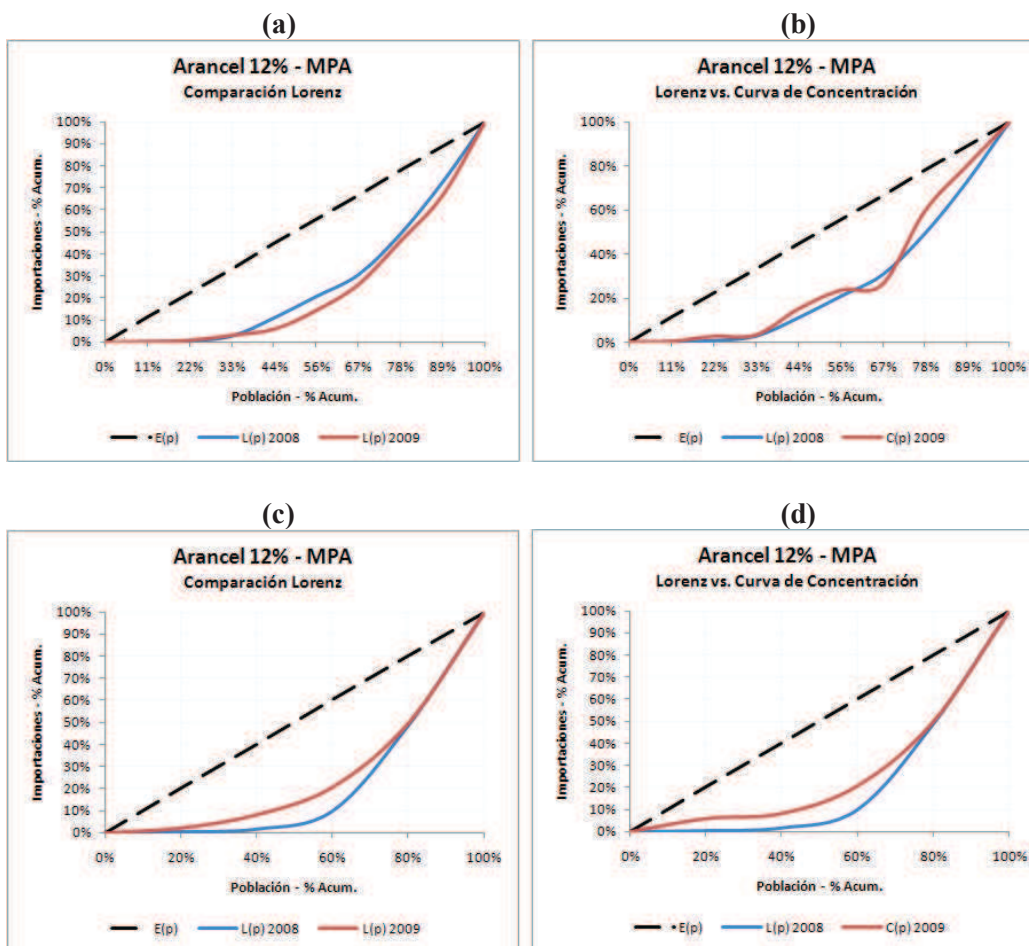 (a)
Arancel 12% - MPA
Comparación Lorenz
Importaciones - % Acum.
100%
90%
80%
70%
60%
50%
40%
30%
20%
10%
0%
0% 11% 22% 33% 44% 56% 67% 78% 89% 100%
Población - % Acum.
E(p) L(p) 2008 L(p) 2009
(b)
Arancel 12% - MPA
Lorenz vs. Curva de Concentración
Importaciones - % Acum.
100%
80%
60%
40%
20%
0%
0% 11% 22% 33% 44% 56% 67% 78% 89% 100%
Población - % Acum.
E(p) L(p) 2008 C(p) 2009
(c)
Arancel 12% - MPA
Comparación Lorenz
Importaciones - % Acum.
100%
90%
80%
70%
60%
50%
40%
30%
20%
10%
0%
0% 20% 40% 60% 80% 100%
Población - % Acum.
E(p) L(p) 2008 L(p) 2009
(d)
Arancel 12% - MPA
Lorenz vs. Curva de Concentración
Importaciones - % Acum.
100%
90%
80%
70%
60%
50%
40%
30%
20%
10%
0%
0% 20% 40% 60% 80% 100%
Población - % Acum.
E(p) L(p) 2008 C(p) 2009